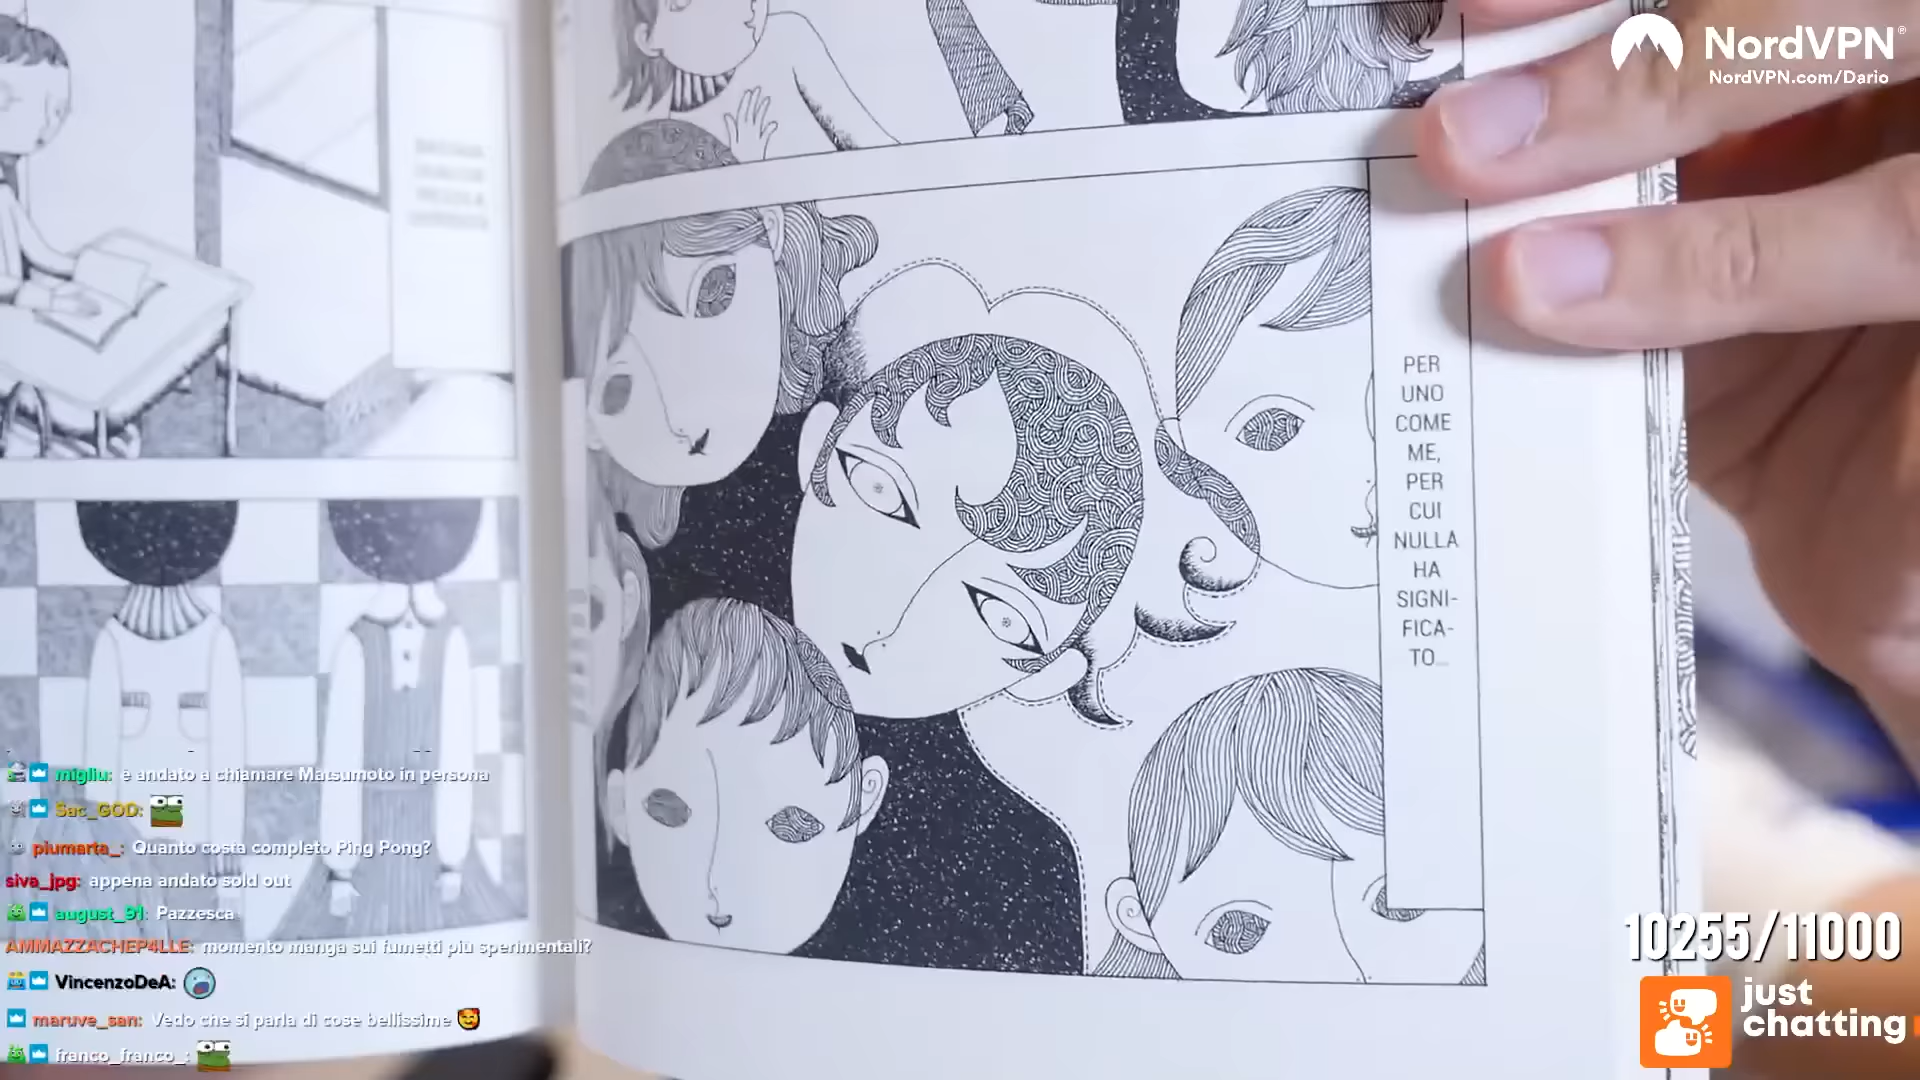 NordVPN®
NordVPN.com/Dario
PER
UNO
COME
ME,
PER
CUI
NULLA
HA
SIGNI-
FICA-
TO...
migliu: è andato a chiamare Matsumoto in persona
Sac_GOD:
piumarta_: Quanto costa completo Ping Pong?
siva_jpg: appena andato sold out
august_91: Pazzesca
AMMAZZACHEP4LLE: momento manga sui fumetti più sperimentali?
VincenzoDeA:
maruve_san: Vedo che si parla di cose bellissime 🥰
franco_franco_:
10255/11000
just
chatting